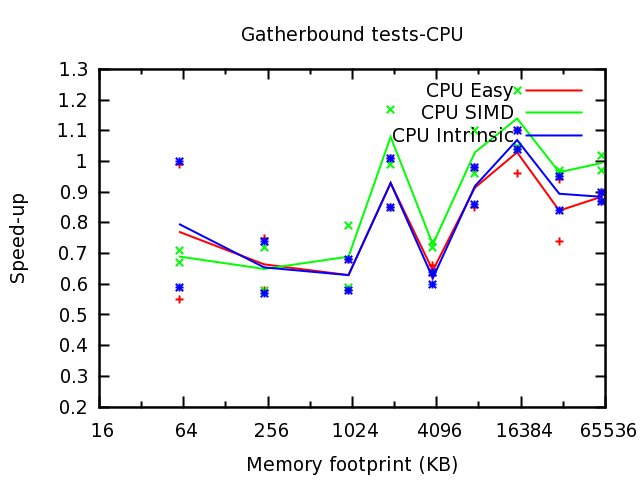 Gatherbound tests-CPU
1.3
1.2
1.1
1
0.9
0.8
0.7
0.6
0.5
0.4
0.3
0.2
Speed-up
CPU Easy
CPU SIMD
CPU Intrinsic
16 64 256 1024 4096 16384 65536
Memory footprint (KB)